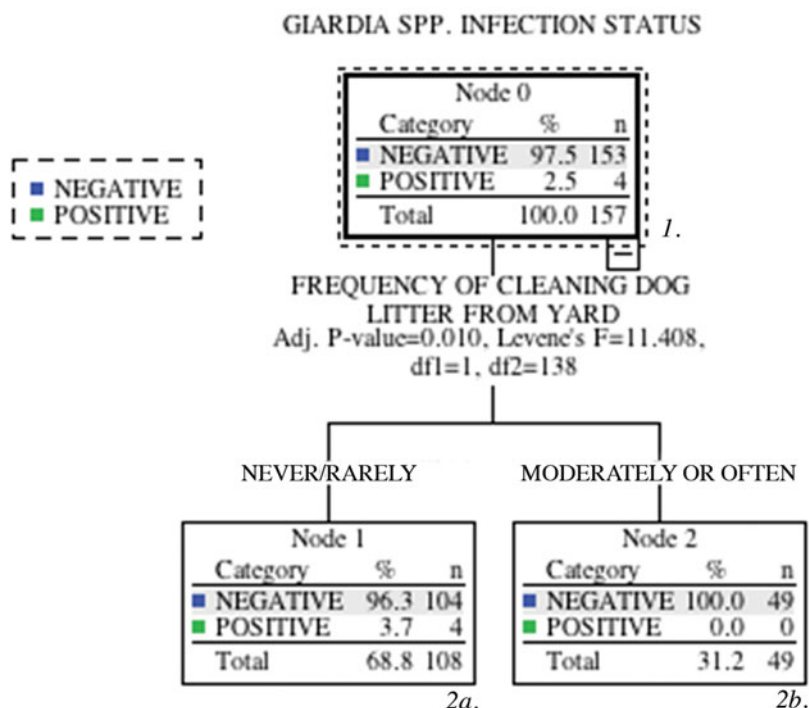 GIARDIA SPP. INFECTION STATUS
Node 0
Category % n
NEGATIVE 97.5 153
POSITIVE 2.5 4
Total 100.0 157
1.
NEGATIVE
POSITIVE
FREQUENCY OF CLEANING DOG
LITTER FROM YARD
Adj. P-value=0.010, Levene's F=11.408,
df1=1, df2=138
NEVER/RARELY
MODERATELY OR OFTEN
Node 1
Category % n
NEGATIVE 96.3 104
POSITIVE 3.7 4
Total 68.8 108
2a.
Node 2
Category % n
NEGATIVE 100.0 49
POSITIVE 0.0 0
Total 31.2 49
2b.